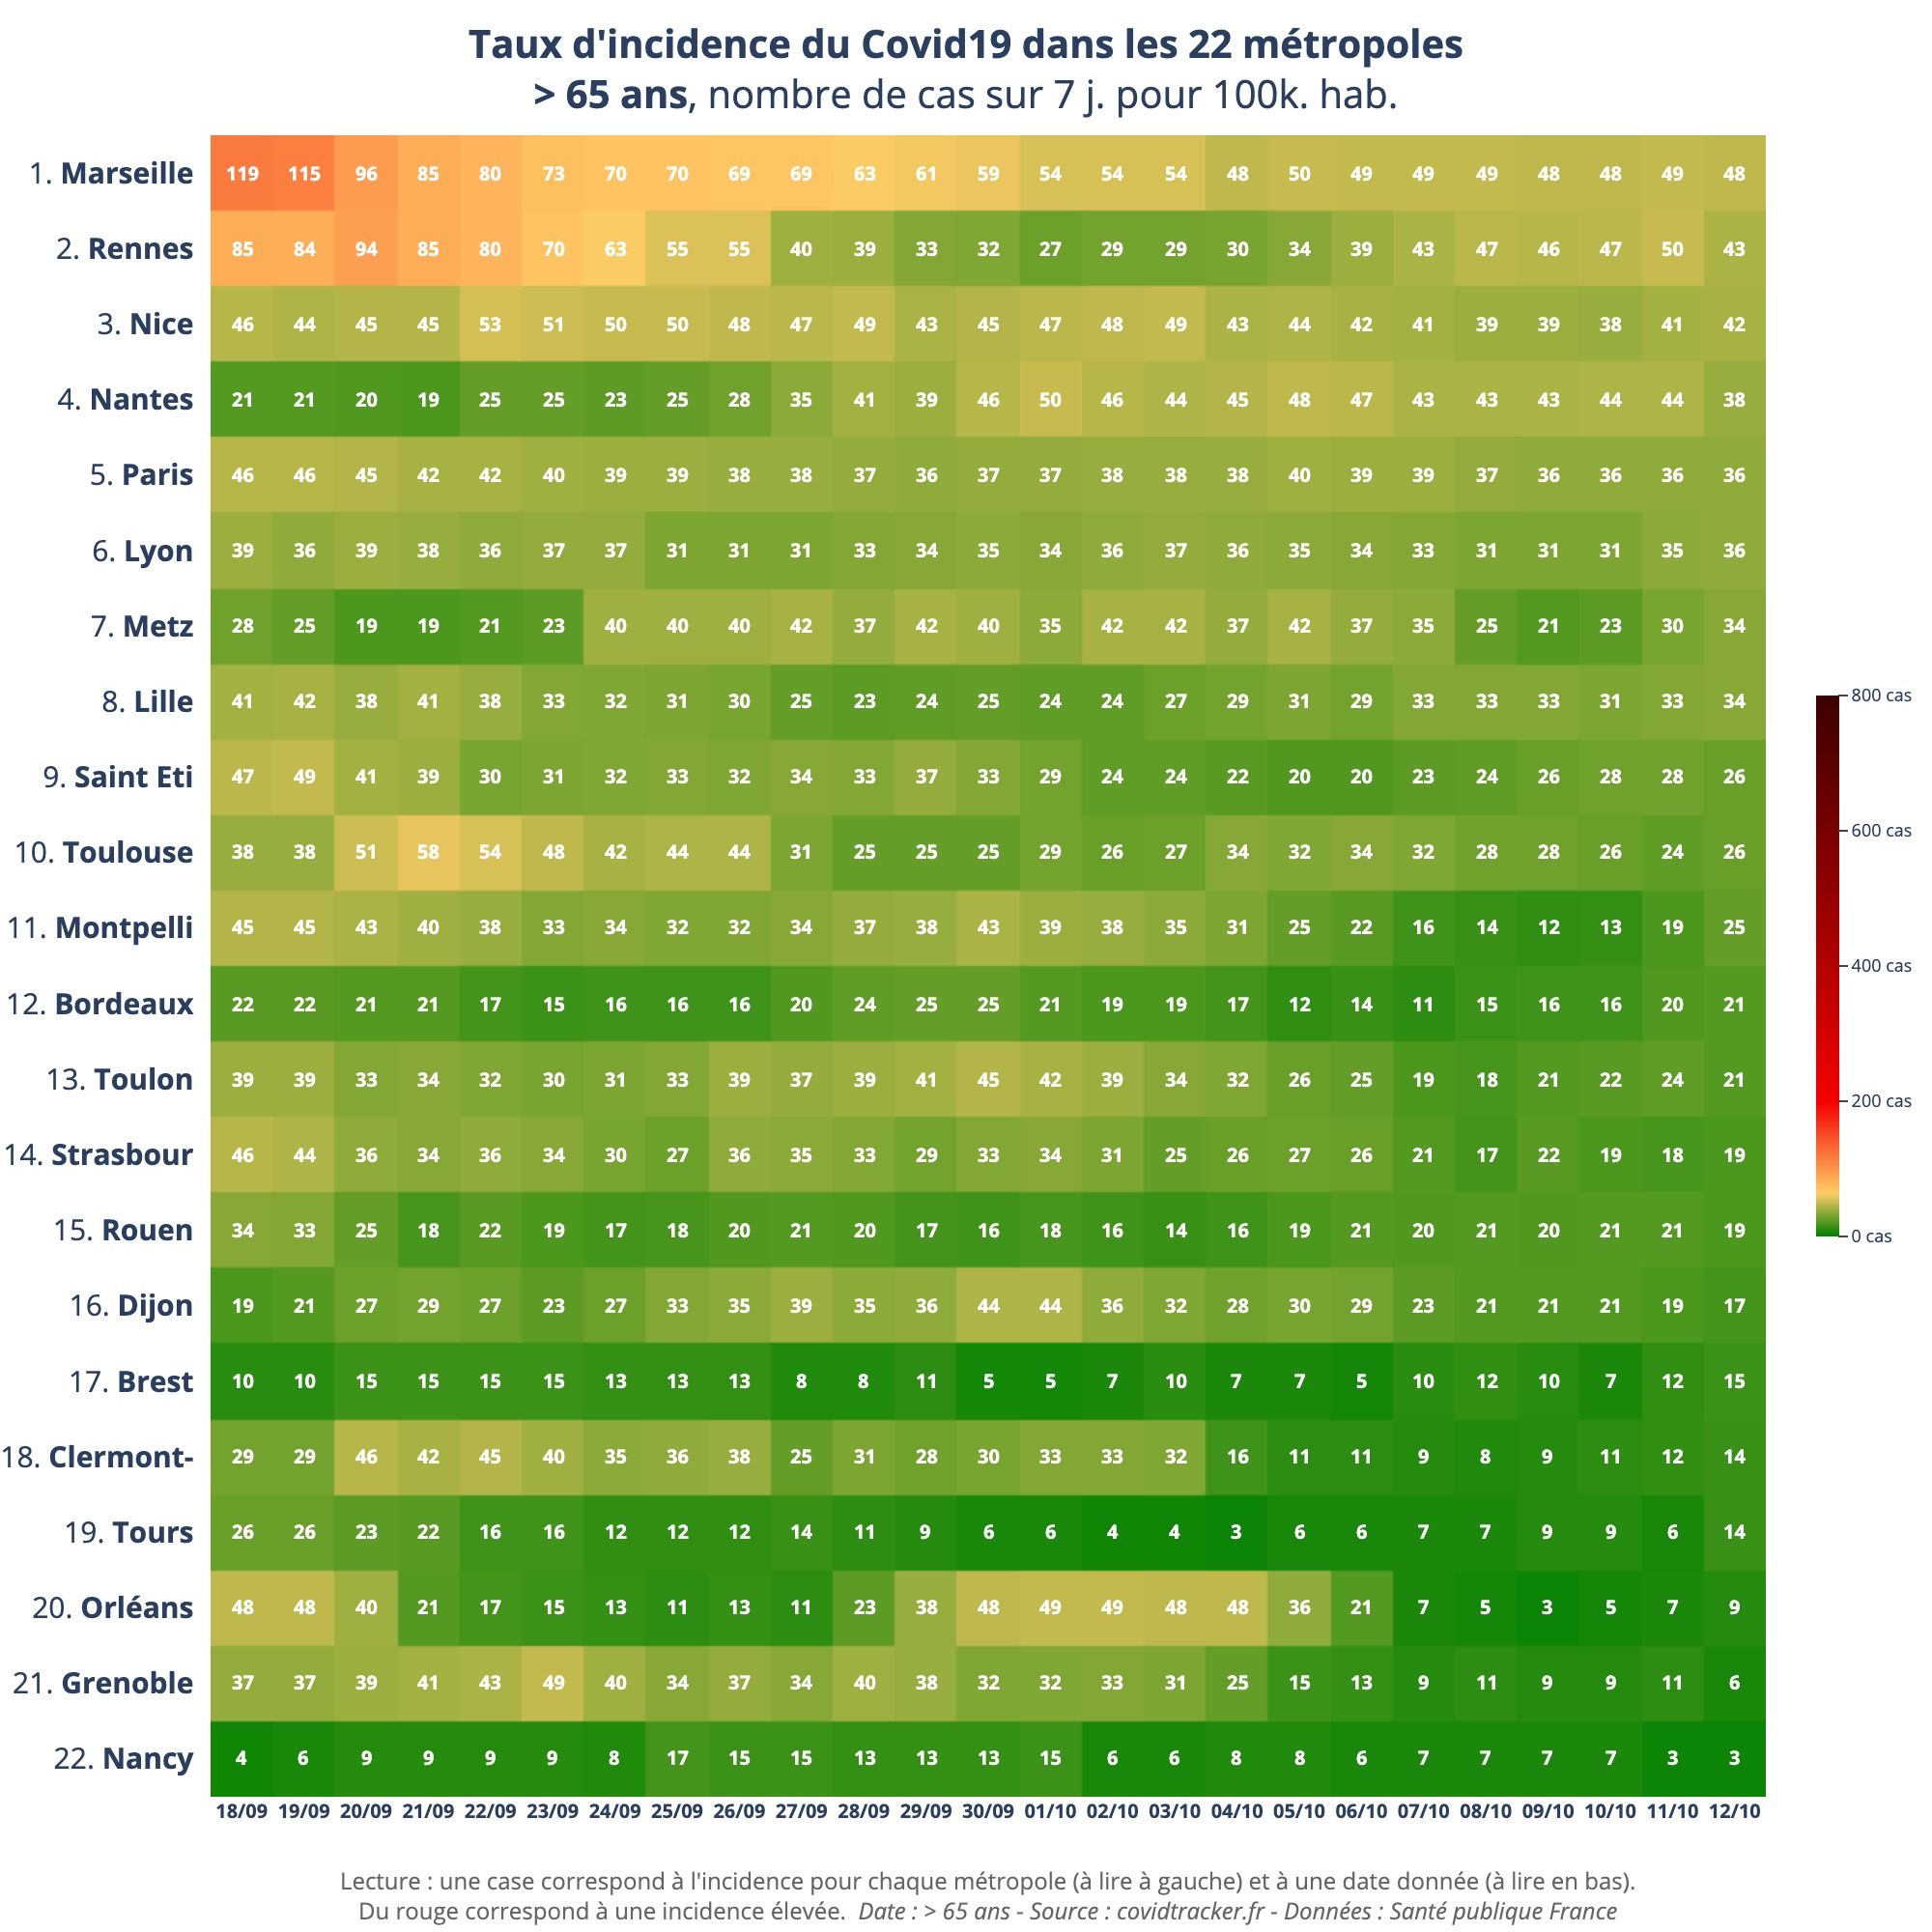 Taux d'incidence du Covid19 dans les 22 métropoles
> 65 ans, nombre de cas sur 7 j. pour 100k. hab.
1. Marseille 119 115 96 85 80 73 70 70 69 69 63 61 59 54 54 54 48 50 49 49 49 48 48 49 48
2. Rennes 85 84 94 85 80 70 63 55 55 40 39 33 32 27 29 29 30 34 39 43 47 46 47 50 43
3. Nice 46 44 45 45 53 51 50 50 48 47 49 43 45 47 48 49 43 44 42 41 39 39 38 41 42
4. Nantes 21 21 20 19 25 25 23 25 28 35 41 39 46 50 46 44 45 48 47 43 43 43 44 44 38
5. Paris 46 46 45 42 42 40 39 39 38 38 37 36 37 37 38 38 38 40 39 39 37 36 36 36 36
6. Lyon 39 36 39 38 36 37 37 31 31 31 33 34 35 34 36 37 36 35 34 33 31 31 31 35 36
7. Metz 28 25 19 19 21 23 40 40 40 42 37 42 40 35 42 42 37 42 37 35 25 21 23 30 34
8. Lille 41 42 38 41 38 33 32 31 30 25 23 24 25 24 24 27 29 31 29 33 33 33 31 33 34
9. Saint Eti 47 49 41 39 30 31 32 33 32 34 33 37 33 29 24 24 22 20 20 23 24 26 28 28 26
10. Toulouse 38 38 51 58 54 48 42 44 44 31 25 25 25 29 26 27 34 32 34 32 28 28 26 24 26
11. Montpelli 45 45 43 40 38 33 34 32 32 34 37 38 43 39 38 35 31 25 22 16 14 12 13 19 25
12. Bordeaux 22 22 21 21 17 15 16 16 16 20 24 25 25 21 19 19 17 12 14 11 15 16 16 20 21
13. Toulon 39 39 33 34 32 30 31 33 39 37 39 41 45 42 39 34 32 26 25 19 18 21 22 24 21
14. Strasbour 46 44 36 34 36 34 30 27 36 35 33 29 33 34 31 25 26 27 26 21 17 22 19 18 19
15. Rouen 34 33 25 18 22 19 17 18 20 21 20 17 16 18 16 14 16 19 21 20 21 20 21 21 19
16. Dijon 19 21 27 29 27 23 27 33 35 39 35 36 44 44 36 32 28 30 29 23 21 21 21 19 17
17. Brest 10 10 15 15 15 15 13 13 13 8 8 11 5 5 7 10 7 7 5 10 12 10 7 12 15
18. Clermont- 29 29 46 42 45 40 35 36 38 25 31 28 30 33 33 32 16 11 11 9 8 9 11 12 14
19. Tours 26 26 23 22 16 16 12 12 12 14 11 9 6 6 4 4 3 6 6 7 7 9 9 6 14
20. Orléans 48 48 40 21 17 15 13 11 13 11 23 38 48 49 49 48 48 36 21 7 5 3 5 7 9
21. Grenoble 37 37 39 41 43 49 40 34 37 34 40 38 32 32 33 31 25 15 13 9 11 9 9 11 6
22. Nancy 4 6 9 9 9 9 8 17 15 15 13 13 13 15 6 6 8 8 6 7 7 7 7 3 3
18/09 19/09 20/09 21/09 22/09 23/09 24/09 25/09 26/09 27/09 28/09 29/09 30/09 01/10 02/10 03/10 04/10 05/10 06/10 07/10 08/10 09/10 10/10 11/10 12/10
800 cas
600 cas
400 cas
200 cas
0 cas
Lecture : une case correspond à l'incidence pour chaque métropole (à lire à gauche) et à une date donnée (à lire en bas).
Du rouge correspond à une incidence élevée. Date : > 65 ans - Source : covidtracker.fr - Données : Santé publique France